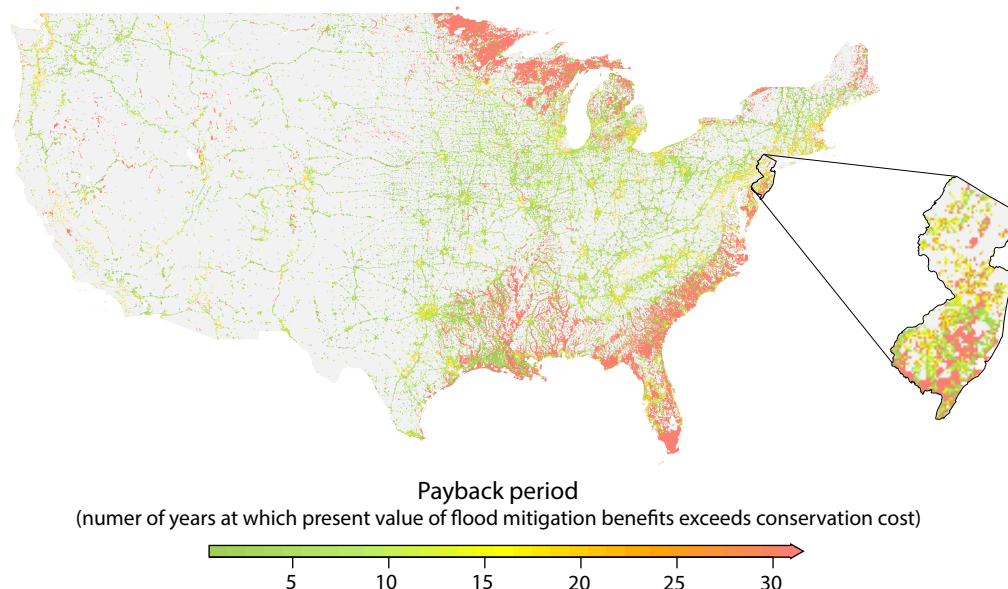 Payback period
(numer of years at which present value of flood mitigation benefits exceeds conservation cost)
5 10 15 20 25 30